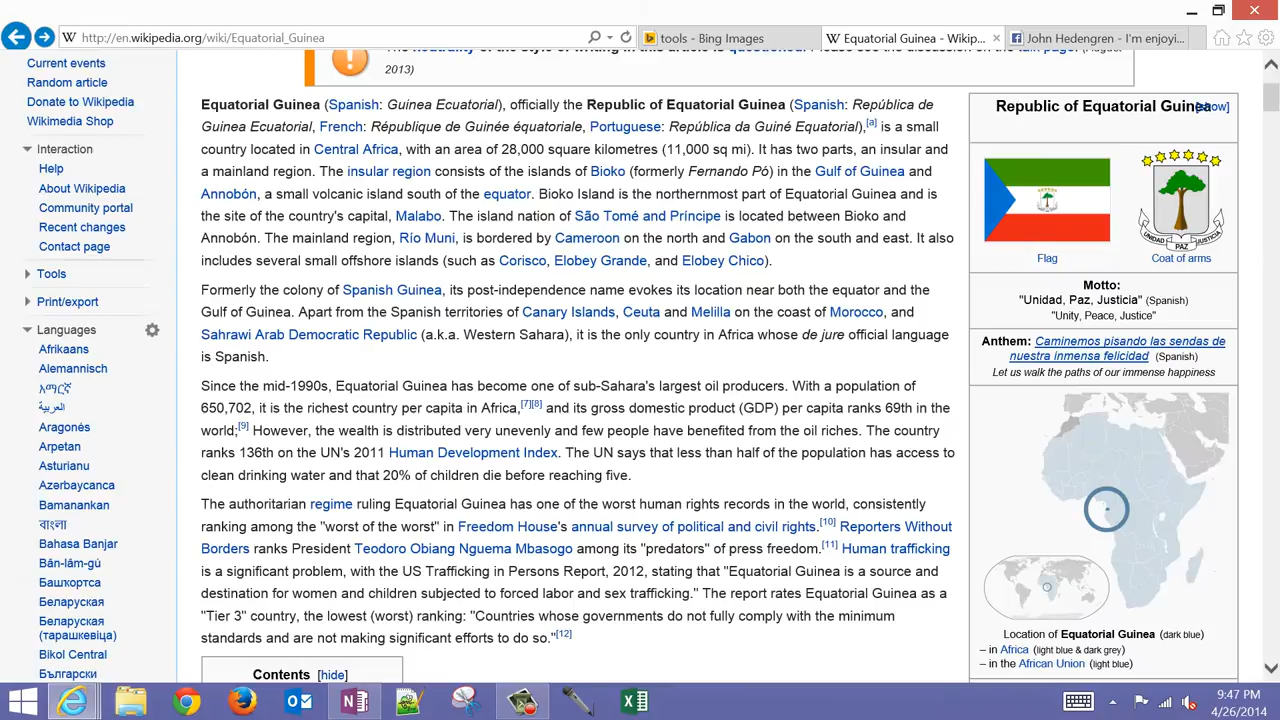 http://en.wikipedia.org/wiki/Equatorial_Guinea
tools - Bing Images
Equatorial Guinea - Wikip...
John Hedengren - I'm enjoyi...
Current events
Random article
Donate to Wikipedia
Wikipedia Shop
Interaction
Help
About Wikipedia
Community portal
Recent changes
Contact page
Tools
Print/export
Languages
Afrikaans
Alemannisch
አማርኛ
العربية
Aragonés
Arpetan
Asturianu
Azərbaycanca
Bamanankan
বাংলা
Bahasa Banjar
Bân-lâm-gú
Башҡортса
Беларуская
Беларуская
(тарашкевіца)
Bikol Central
Български
The neutrality of the style of writing in this article is questioned. Please see the discussion on the talk page. (August
2013)
Equatorial Guinea (Spanish: Guinea Ecuatorial), officially the Republic of Equatorial Guinea (Spanish: República de
Guinea Ecuatorial, French: République de Guinée équatoriale, Portuguese: República da Guiné Equatorial),[a] is a small
country located in Central Africa, with an area of 28,000 square kilometres (11,000 sq mi). It has two parts, an insular and
a mainland region. The insular region consists of the islands of Bioko (formerly Fernando Pó) in the Gulf of Guinea and
Annobón, a small volcanic island south of the equator. Bioko Island is the northernmost part of Equatorial Guinea and is
the site of the country's capital, Malabo. The island nation of São Tomé and Príncipe is located between Bioko and
Annobón. The mainland region, Río Muni, is bordered by Cameroon on the north and Gabon on the south and east. It also
includes several small offshore islands (such as Corisco, Elobey Grande, and Elobey Chico).
Formerly the colony of Spanish Guinea, its post-independence name evokes its location near both the equator and the
Gulf of Guinea. Apart from the Spanish territories of Canary Islands, Ceuta and Melilla on the coast of Morocco, and
Sahrawi Arab Democratic Republic (a.k.a. Western Sahara), it is the only country in Africa whose de jure official language
is Spanish.
Since the mid-1990s, Equatorial Guinea has become one of sub-Sahara's largest oil producers. With a population of
650,702, it is the richest country per capita in Africa,[7][8] and its gross domestic product (GDP) per capita ranks 69th in the
world;[9] However, the wealth is distributed very unevenly and few people have benefited from the oil riches. The country
ranks 136th on the UN's 2011 Human Development Index. The UN says that less than half of the population has access to
clean drinking water and that 20% of children die before reaching five.
The authoritarian regime ruling Equatorial Guinea has one of the worst human rights records in the world, consistently
ranking among the "worst of the worst" in Freedom House's annual survey of political and civil rights.[10] Reporters Without
Borders ranks President Teodoro Obiang Nguema Mbasogo among its "predators" of press freedom.[11] Human trafficking
is a significant problem, with the US Trafficking in Persons Report, 2012, stating that "Equatorial Guinea is a source and
destination for women and children subjected to forced labor and sex trafficking." The report rates Equatorial Guinea as a
"Tier 3" country, the lowest (worst) ranking: "Countries whose governments do not fully comply with the minimum
standards and are not making significant efforts to do so."[12]
Contents [hide]
Republic of Equatorial Guinea [show]
UNIDAD PAZ JUSTICIA
Flag
Coat of arms
Motto:
"Unidad, Paz, Justicia" (Spanish)
"Unity, Peace, Justice"
Anthem: Caminemos pisando las sendas de
nuestra inmensa felicidad (Spanish)
Let us walk the paths of our immense happiness
Location of Equatorial Guinea (dark blue)
– in Africa (light blue & dark grey)
– in the African Union (light blue)
9:47 PM
4/26/2014